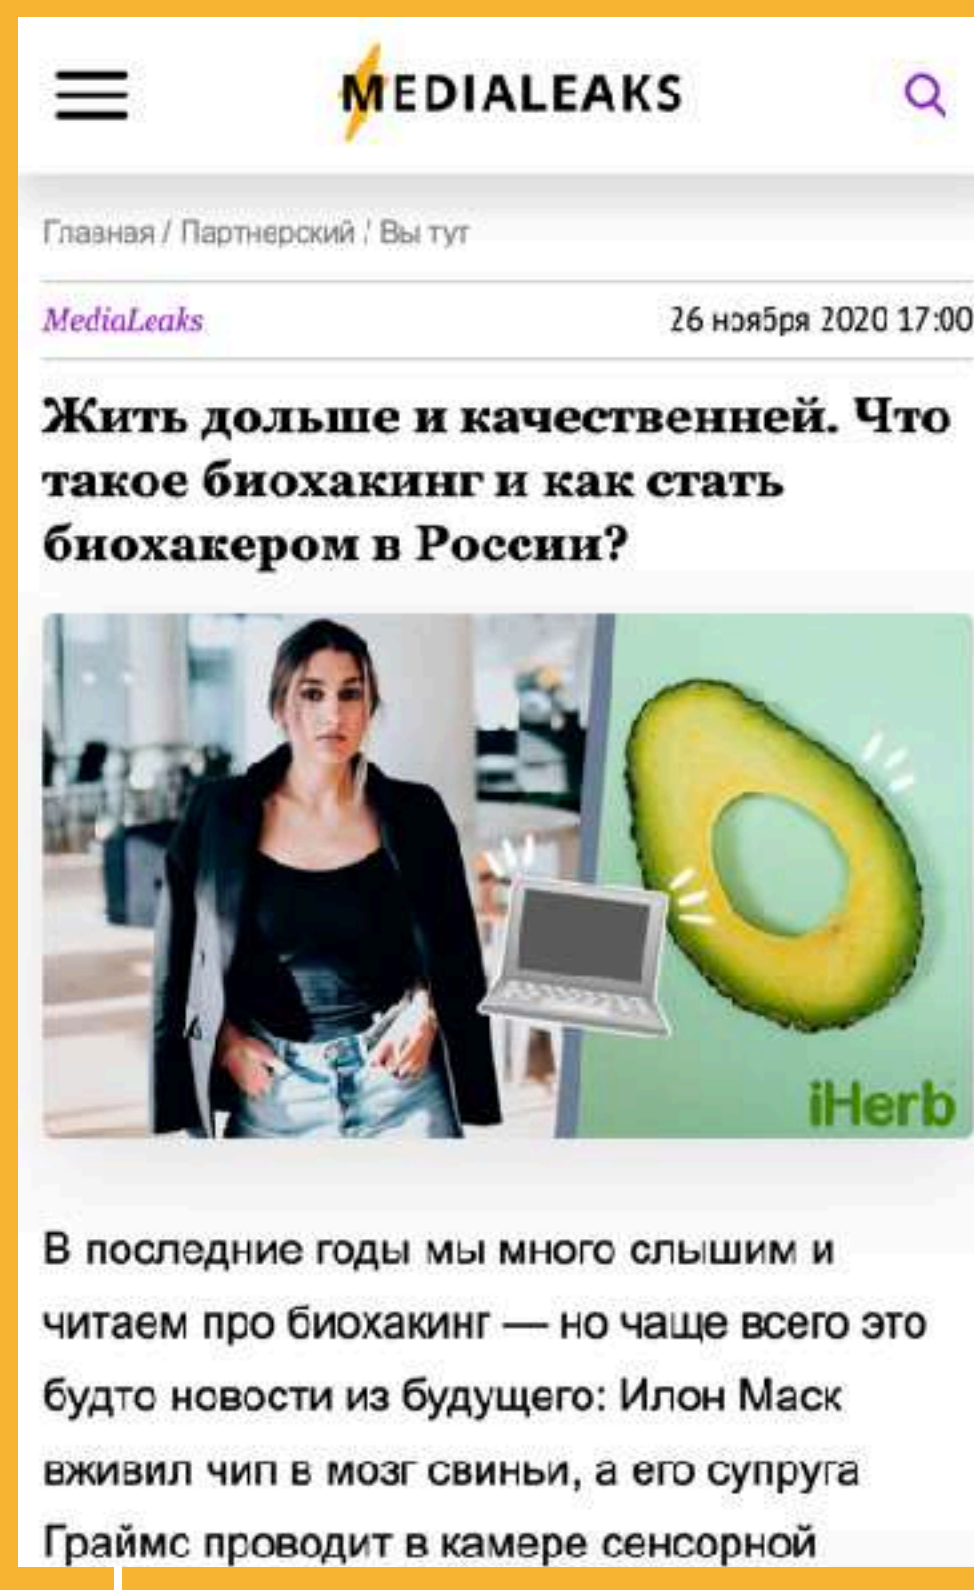 MEDIALEAKS
Главная / Партнерский / Вы тут
MediaLeaks
26 ноября 2020 17:00
Жить дольше и качественней. Что
такое биохакинг и как стать
биохакером в России?
iHerb
В последние годы мы много слышим и
читаем про биохакинг — но чаще всего это
будто новости из будущего: Илон Маск
вживил чип в мозг свиньи, а его супруга
Граймс проводит в камере сенсорной